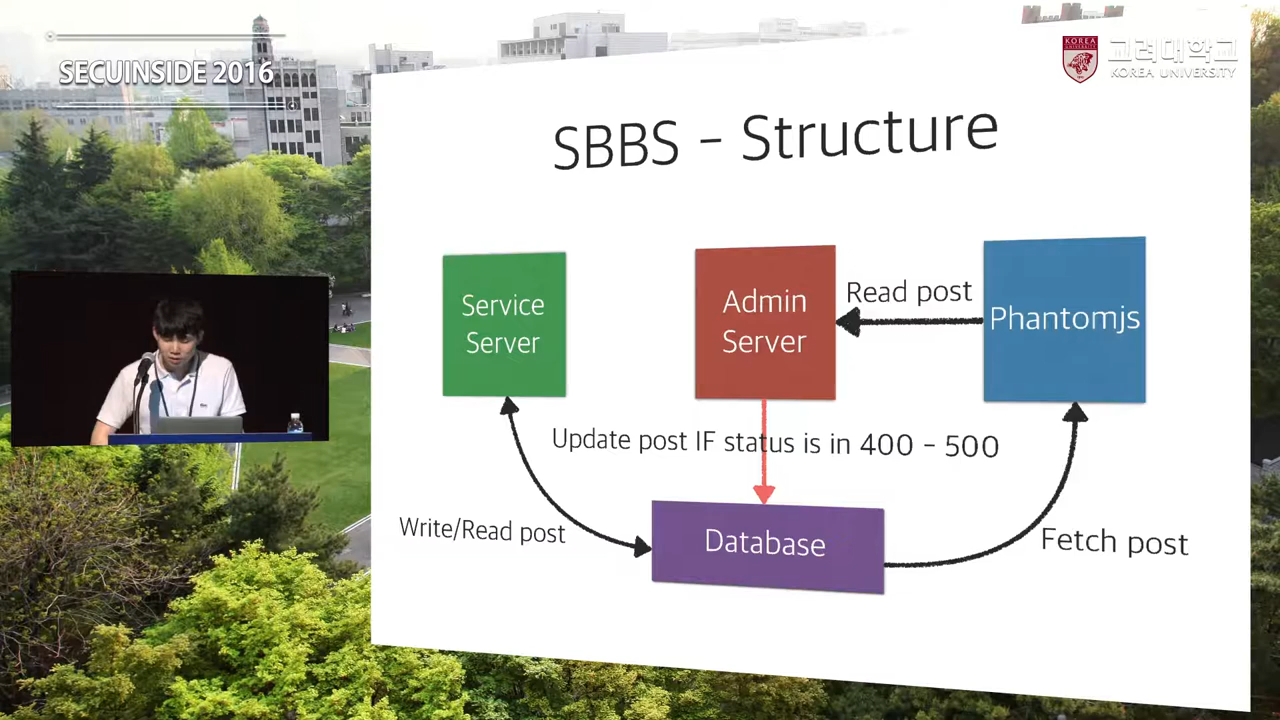 SECUINSIDE 2016
KOREA
고려대학교
KOREA UNIVERSITY
SBBS - Structure
Service
Server
Admin
Server
Read post
Phantomjs
Update post IF status is in 400 - 500
Write/Read post
Database
Fetch post